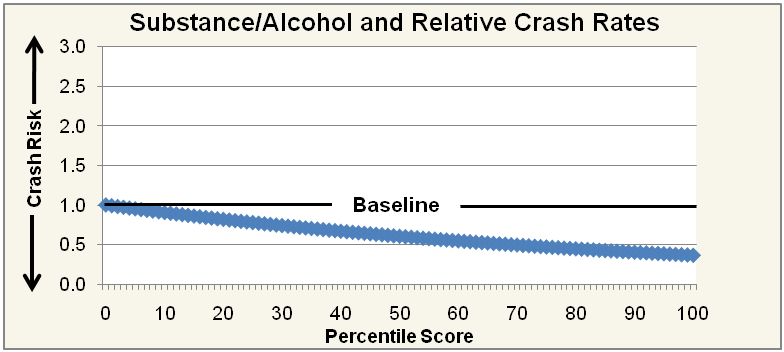 Substance/Alcohol and Relative Crash Rates
Crash Risk
3.0
2.5
2.0
1.5
1.0
0.5
0.0
Baseline
0 10 20 30 40 50 60 70 80 90 100
Percentile Score